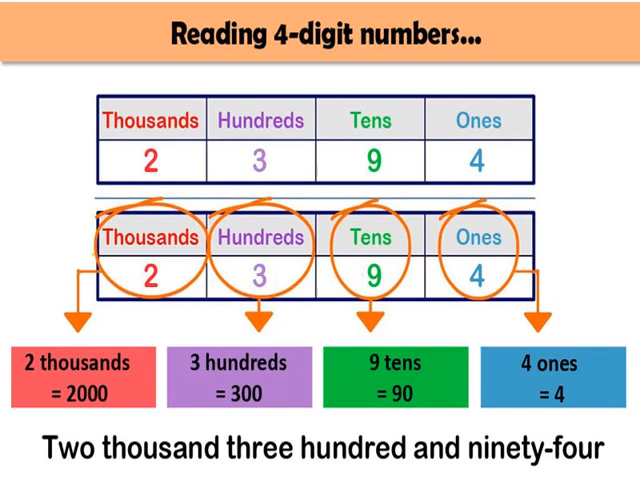 Reading 4-digit numbers...
Thousands Hundreds Tens Ones
2 3 9 4
Thousands Hundreds Tens Ones
2 3 9 4
2 thousands 3 hundreds 9 tens 4 ones
= 2000 = 300 = 90 = 4
Two thousand three hundred and ninety-four